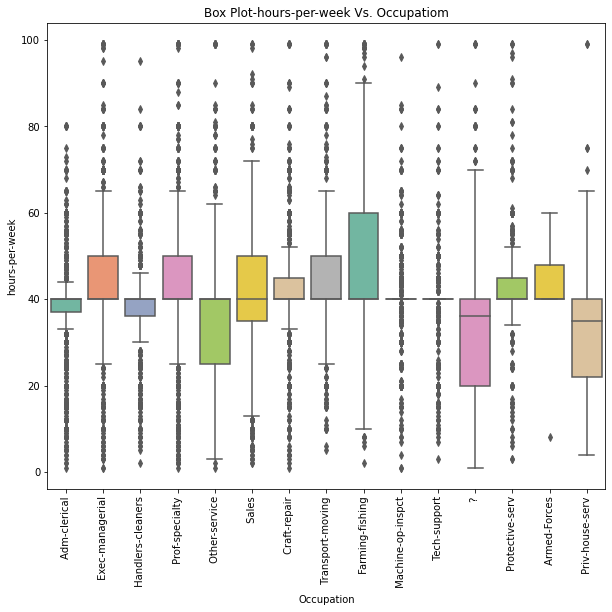 Box Plot-hours-per-week Vs. Occupatiom
100
80
60
40
20
0
hours-per-week
Adm-clerical
Exec-managerial
Handlers-cleaners
Prof-specialty
Other-service
Sales
Craft-repair
Transport-moving
Farming-fishing
Machine-op-inspct
Tech-support
?
Protective-serv
Armed-Forces
Priv-house-serv
Occupation